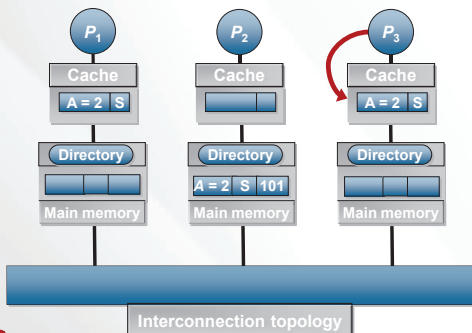 P1 P2 P3
Cache Cache Cache
A = 2 S A = 2 S
Directory Directory Directory
A = 2 S 101
Main memory Main memory Main memory
Interconnection topology